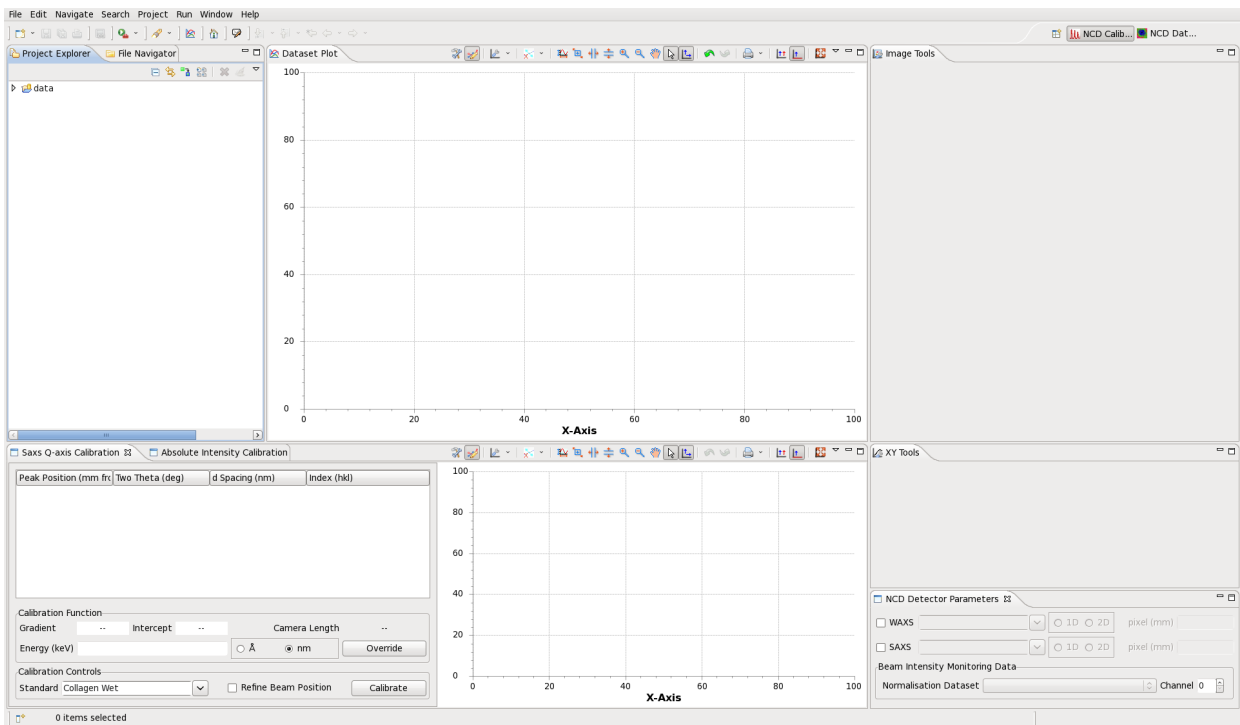 File Edit Navigate Search Project Run Window Help
NCD Calib... NCD Dat...
Project Explorer File Navigator
data
Dataset Plot
100
80
60
40
20
0
0 20 40 60 80 100
X-Axis
Image Tools
Saxs Q-axis Calibration Absolute Intensity Calibration
Peak Position (mm frc Two Theta (deg) d Spacing (nm) Index (hkl)
Calibration Function
Gradient -- Intercept -- Camera Length --
Energy (keV) Å nm Override
Calibration Controls
Standard Collagen Wet Refine Beam Position Calibrate
100
80
60
40
20
0
0 20 40 60 80 100
X-Axis
XY Tools
NCD Detector Parameters
WAXS 1D 2D pixel (mm)
SAXS 1D 2D pixel (mm)
Beam Intensity Monitoring Data
Normalisation Dataset Channel 0
0 items selected